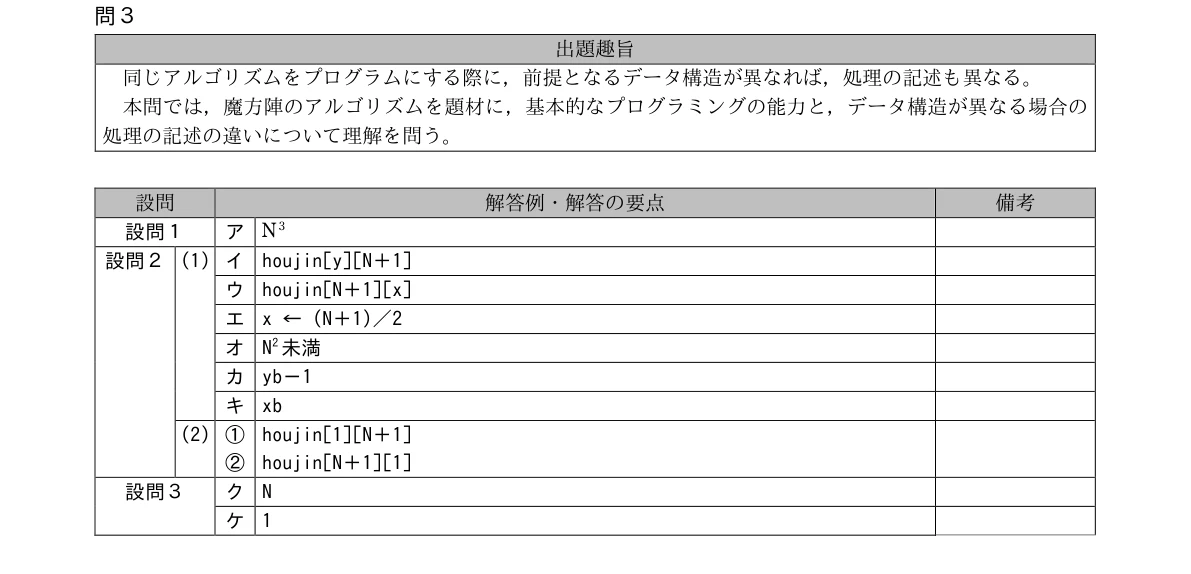 問３
出題趣旨
同じアルゴリズムをプログラムにする際に，前提となるデータ構造が異なれば，処理の記述も異なる。
本問では，魔方陣のアルゴリズムを題材に，基本的なプログラミングの能力と，データ構造が異なる場合の
処理の記述の違いについて理解を問う。
設問 解答例・解答の要点 備考
設問１ ア N³
設問２ (1) イ houjin[y][N＋1]
ウ houjin[N＋1][x]
エ x ← (N＋1)／2
オ N²未満
カ yb－1
キ xb
(2) ① houjin[1][N＋1]
② houjin[N＋1][1]
設問３ ク N
ケ 1